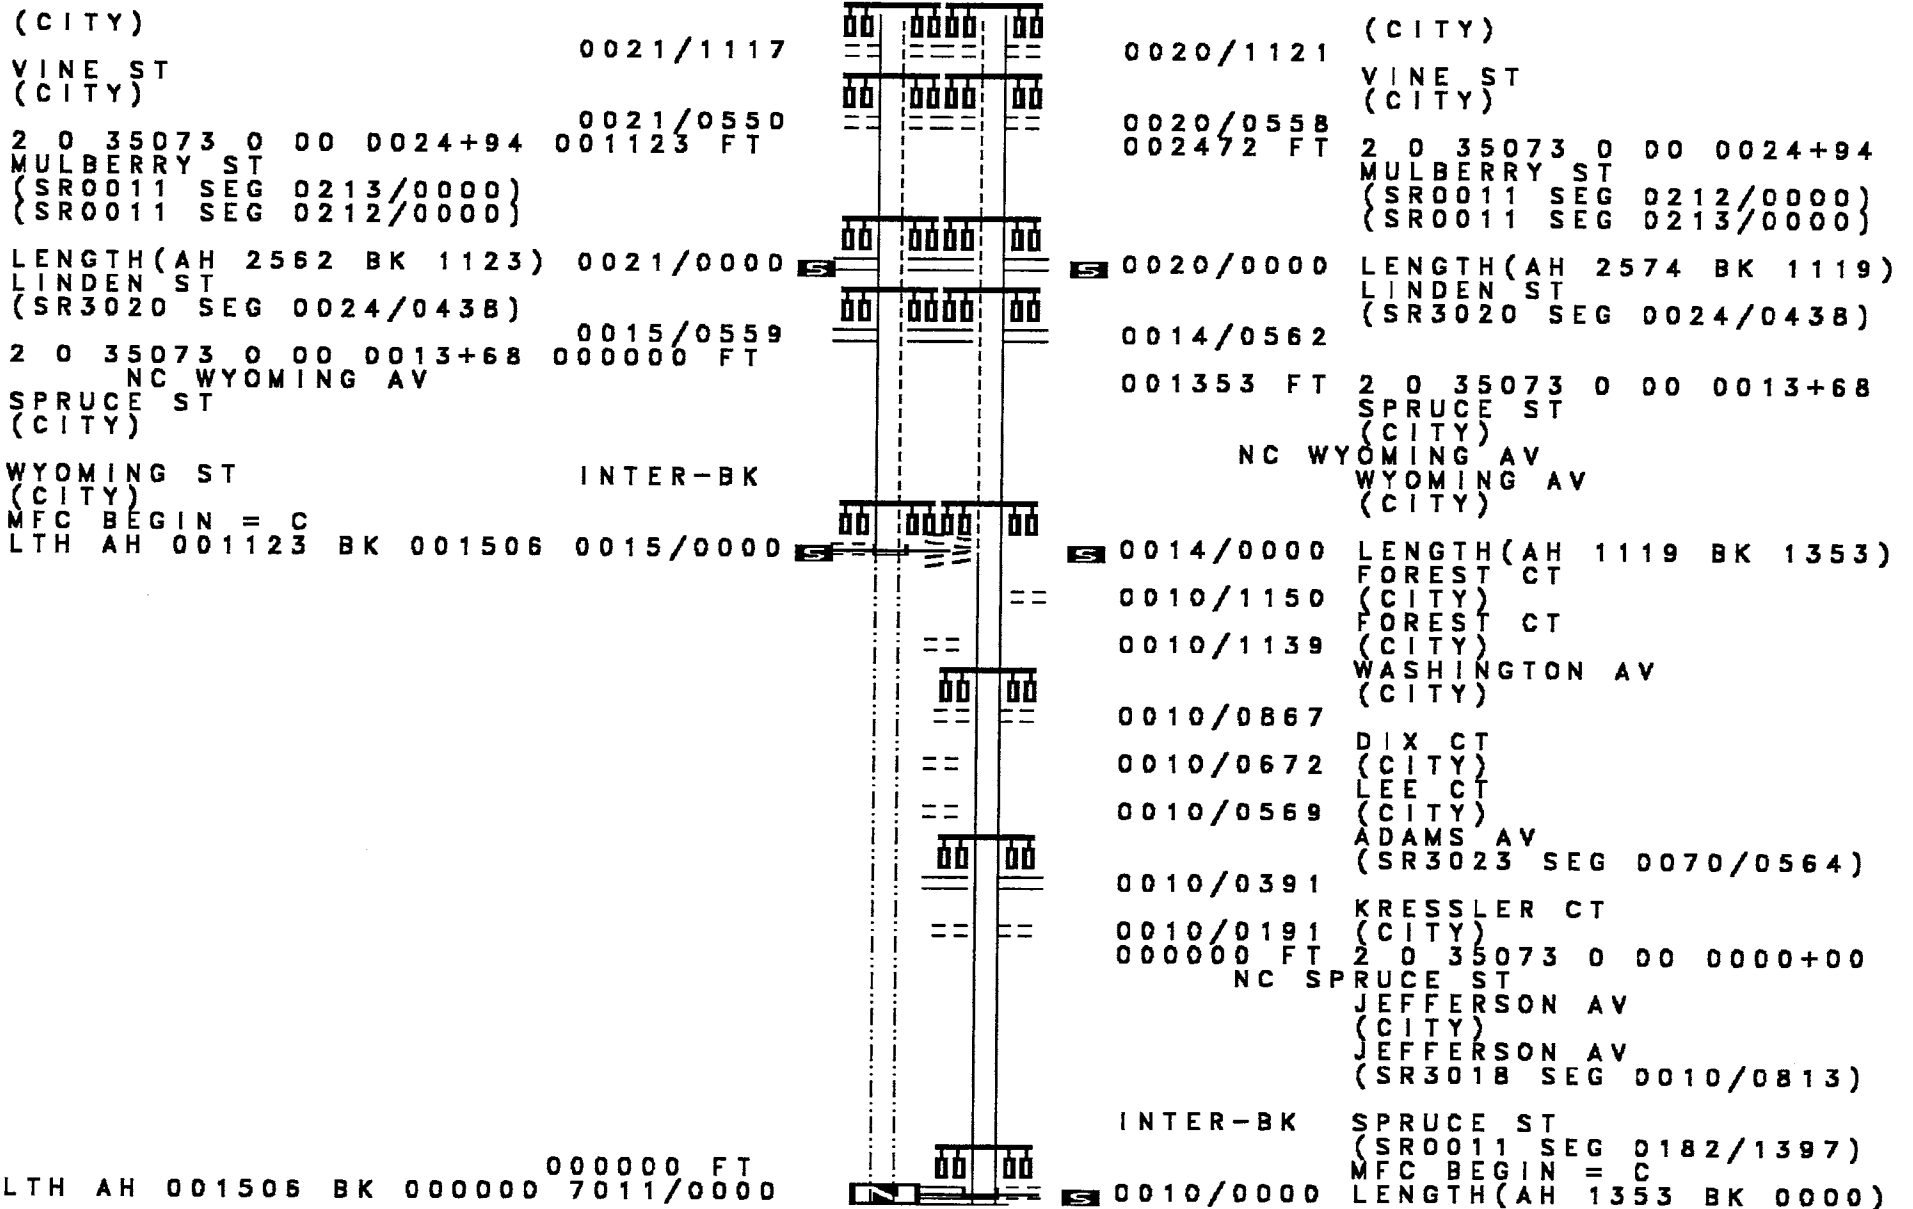 (CITY)
0021/1117
VINE ST
(CITY)
0021/0550
2 0 35073 0 00 0024+94 001123 FT
MULBERRY ST
(SR0011 SEG 0213/0000)
(SR0011 SEG 0212/0000)
LENGTH(AH 2562 BK 1123) 0021/0000 S
LINDEN ST
(SR3020 SEG 0024/0438)
0015/0559
2 0 35073 0 00 0013+68 000000 FT
NC WYOMING AV
SPRUCE ST
(CITY)
WYOMING ST INTER-BK
(CITY)
MFC BEGIN = C
LTH AH 001123 BK 001506 0015/0000 S
000000 FT
LTH AH 001506 BK 000000 7011/0000 N
(CITY)
0020/1121
VINE ST
(CITY)
0020/0558
002472 FT 2 0 35073 0 00 0024+94
MULBERRY ST
(SR0011 SEG 0212/0000)
(SR0011 SEG 0213/0000)
S 0020/0000 LENGTH(AH 2574 BK 1119)
LINDEN ST
(SR3020 SEG 0024/0438)
0014/0562
001353 FT 2 0 35073 0 00 0013+68
SPRUCE ST
(CITY)
NC WYOMING AV
WYOMING AV
(CITY)
S 0014/0000 LENGTH(AH 1119 BK 1353)
FOREST CT
0010/1150 (CITY)
FOREST CT
0010/1139 (CITY)
WASHINGTON AV
(CITY)
0010/0867
DIX CT
0010/0672 (CITY)
LEE CT
0010/0569 (CITY)
ADAMS AV
(SR3023 SEG 0070/0564)
0010/0391
KRESSLER CT
0010/0191 (CITY)
000000 FT 2 0 35073 0 00 0000+00
NC SPRUCE ST
JEFFERSON AV
(CITY)
JEFFERSON AV
(SR3018 SEG 0010/0813)
INTER-BK SPRUCE ST
(SR0011 SEG 0182/1397)
MFC BEGIN = C
S 0010/0000 LENGTH(AH 1353 BK 0000)